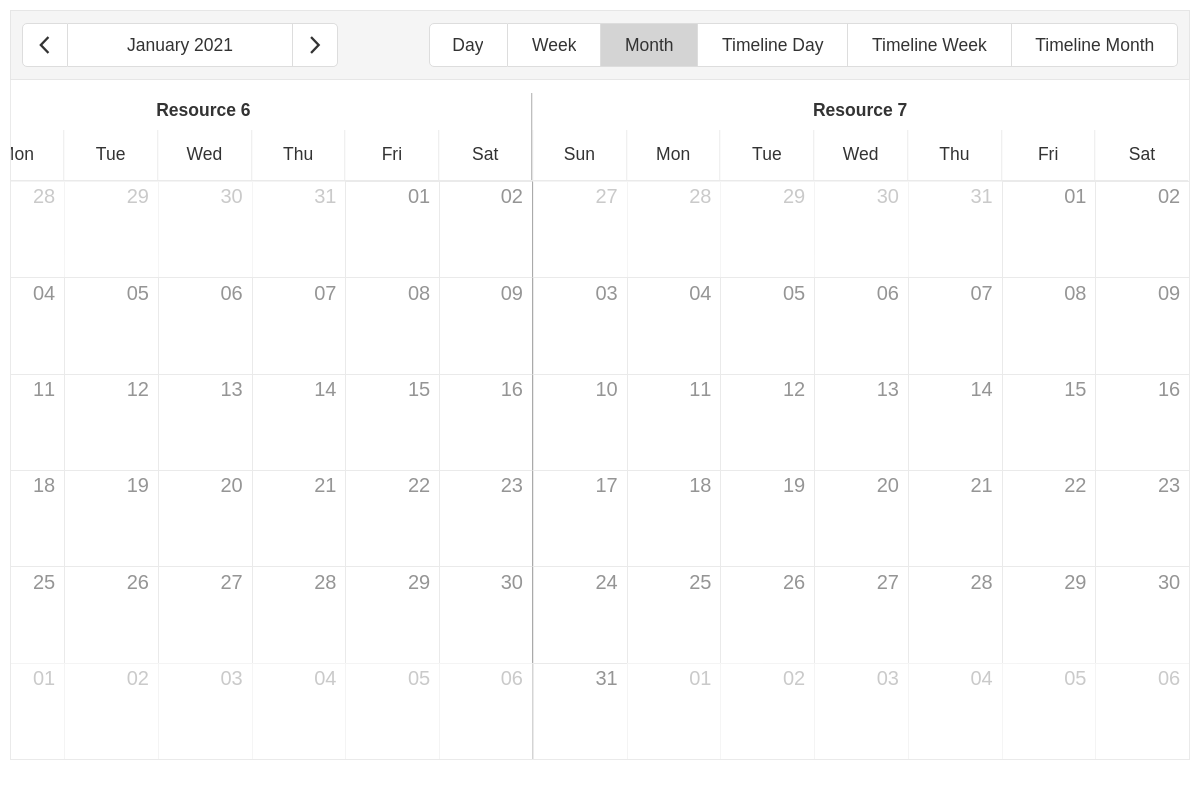 January 2021 Day Week Month Timeline Day Timeline Week Timeline Month
Resource 6 Resource 7
Tue Wed Thu Fri Sat Sun Mon Tue Wed Thu Fri Sat
28 29 30 31 01 02 27 28 29 30 31 01 02
04 05 06 07 08 09 03 04 05 06 07 08 09
11 12 13 14 15 16 10 11 12 13 14 15 16
18 19 20 21 22 23 17 18 19 20 21 22 23
25 26 27 28 29 30 24 25 26 27 28 29 30
01 02 03 04 05 06 31 01 02 03 04 05 06